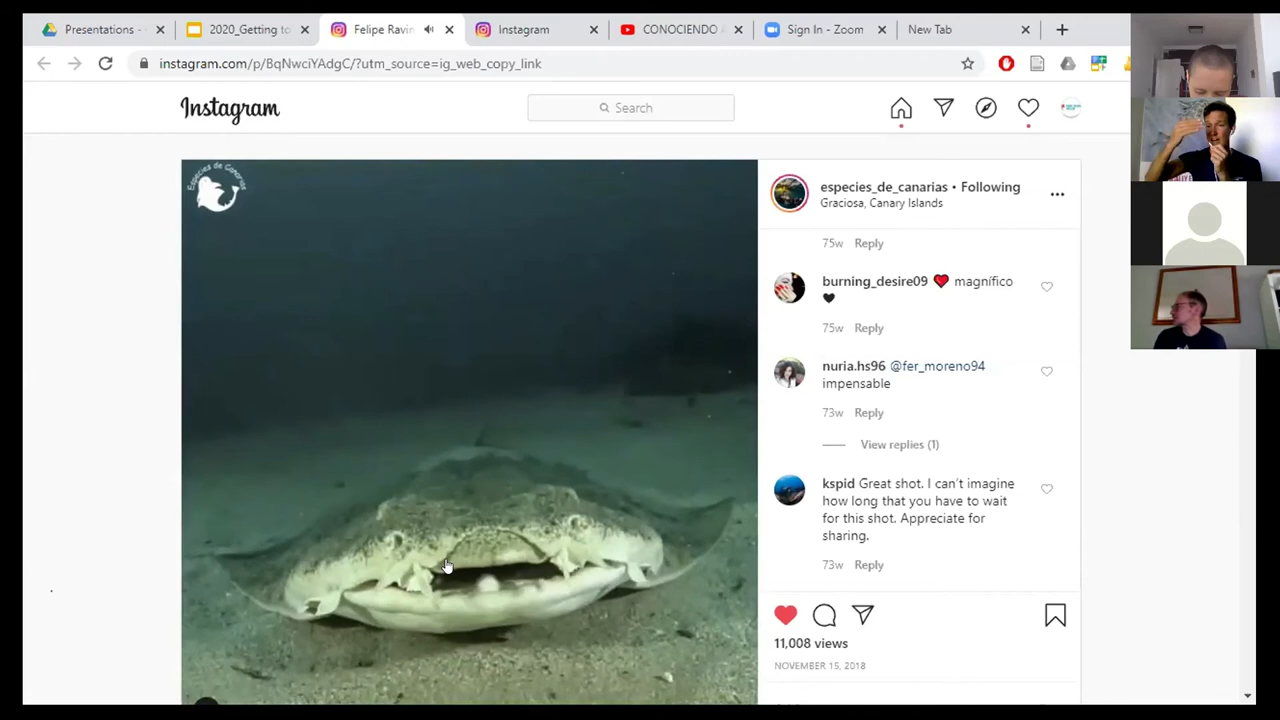 Presentations -
2020_Getting to
Felipe Ravin
Instagram
CONOCIENDO
Sign In - Zoom
New Tab
instagram.com/p/BqNwciYAdgC/?utm_source=ig_web_copy_link
Instagram
Search
Especies de Canarias
especies_de_canarias • Following
Graciosa, Canary Islands
75w Reply
burning_desire09 ❤️ magnífico
🖤
75w Reply
nuria.hs96 @fer_moreno94
impensable
73w Reply
View replies (1)
kspid Great shot. I can't imagine
how long that you have to wait
for this shot. Appreciate for
sharing.
73w Reply
11,008 views
NOVEMBER 15, 2018